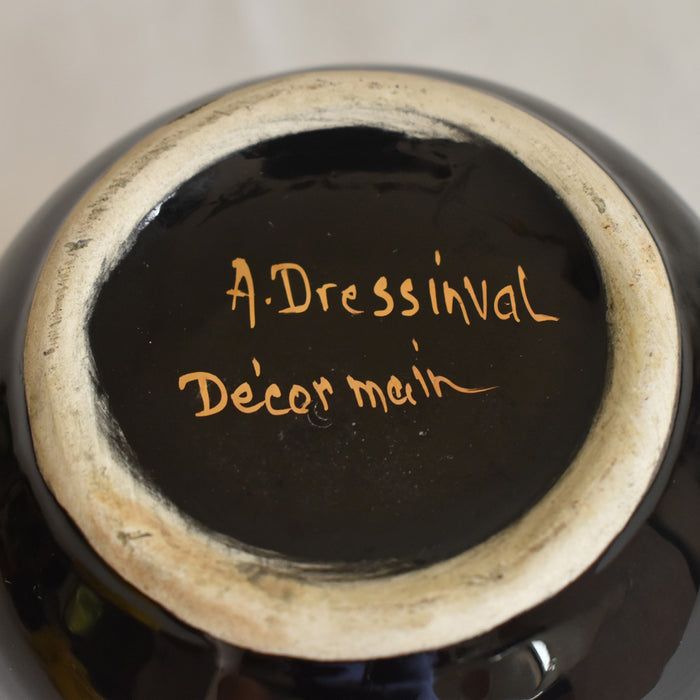 A. Dressinval
Décor main